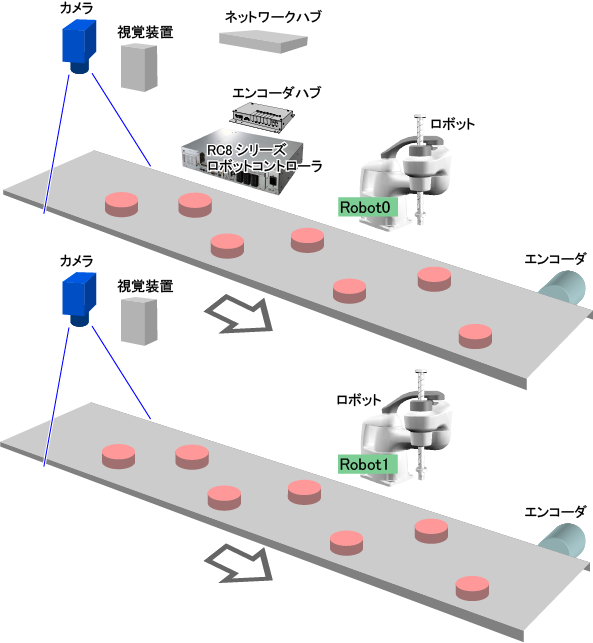 カメラ
視覚装置
ネットワークハブ
エンコーダハブ
RC8 シリーズ
ロボットコントローラ
ロボット
Robot0
エンコーダ
カメラ
視覚装置
ロボット
Robot1
エンコーダ